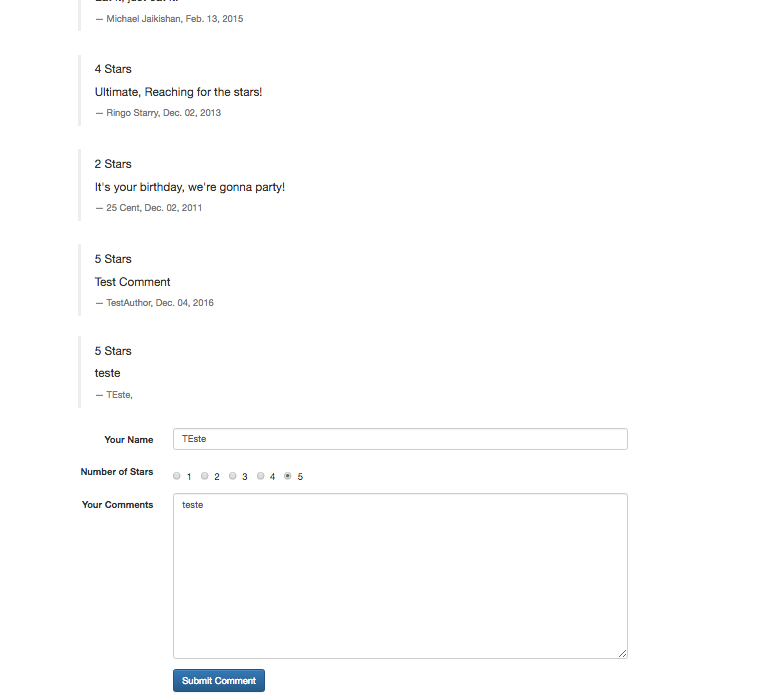 — Michael Jaikishan, Feb. 13, 2015
4 Stars
Ultimate, Reaching for the stars!
— Ringo Starry, Dec. 02, 2013
2 Stars
It's your birthday, we're gonna party!
— 25 Cent, Dec. 02, 2011
5 Stars
Test Comment
— TestAuthor, Dec. 04, 2016
5 Stars
teste
— TEste,
Your Name TEste
Number of Stars 1 2 3 4 5
Your Comments teste
Submit Comment